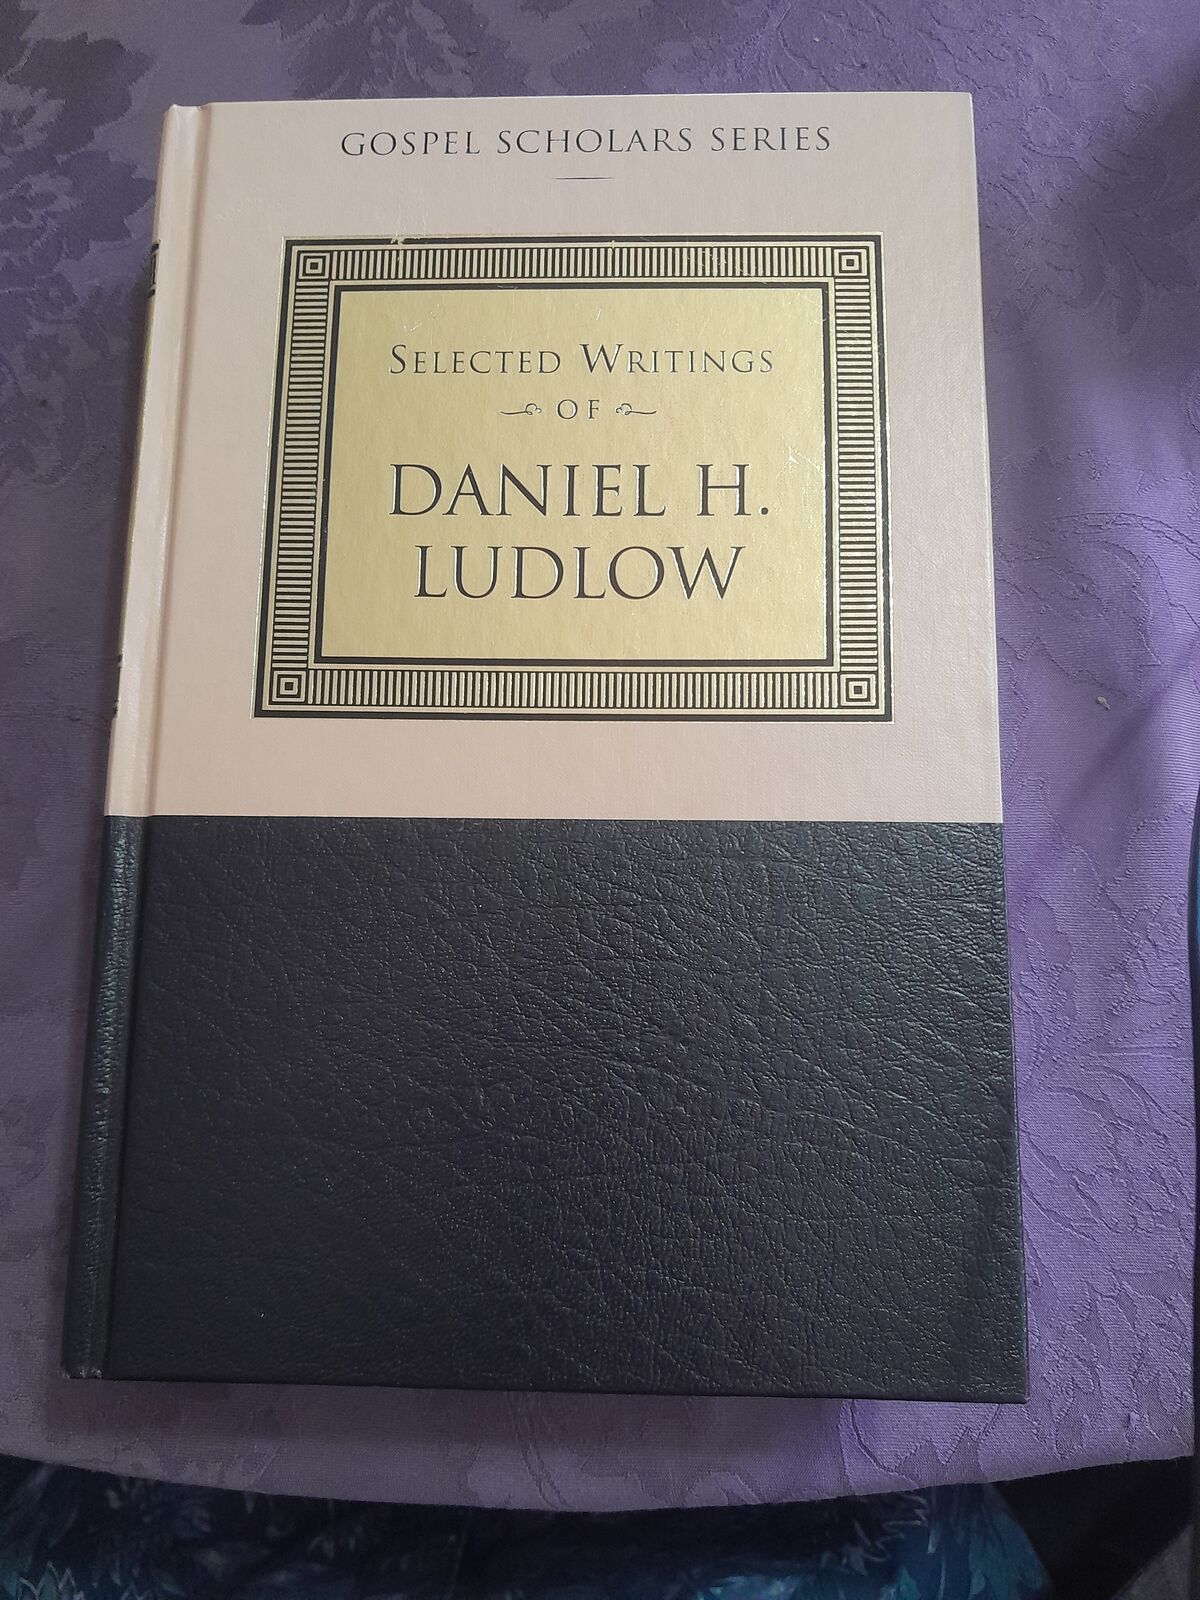 GOSPEL SCHOLARS SERIES
SELECTED WRITINGS
OF
DANIEL H.
LUDLOW